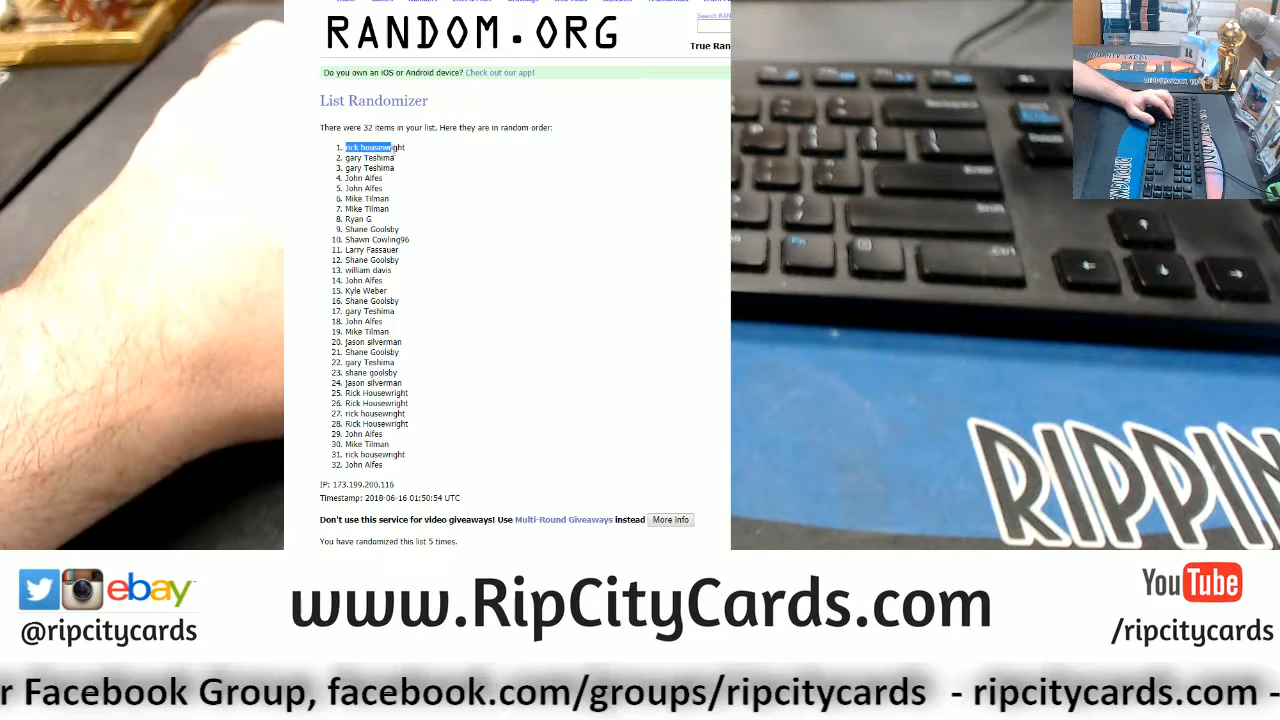 RANDOM.ORG
Search RAN
True Ran
Do you own an iOS or Android device? Check out our app!
List Randomizer
There were 32 items in your list. Here they are in random order:
1. rick housewright
2. gary Teshima
3. gary Teshima
4. John Alfes
5. John Alfes
6. Mike Tilman
7. Mike Tilman
8. Ryan G
9. Shane Goolsby
10. Shawn Cowling96
11. Larry Fassauer
12. Shane Goolsby
13. william davis
14. John Alfes
15. Kyle Weber
16. Shane Goolsby
17. gary Teshima
18. John Alfes
19. Mike Tilman
20. Jason silverman
21. Shane Goolsby
22. gary Teshima
23. shane goolsby
24. Jason silverman
25. Rick Housewright
26. Rick Housewright
27. rick housewright
28. Rick Housewright
29. John Alfes
30. Mike Tilman
31. rick housewright
32. John Alfes
IP: 173.199.200.116
Timestamp: 2018-06-16 01:50:54 UTC
Don't use this service for video giveaways! Use Multi-Round Giveaways instead More Info
You have randomized this list 5 times.
Backspace
Enter
Shift
Fn
Ctrl
RIPPIN
ebay
@ripcitycards
www.RipCityCards.com
YouTube
/ripcitycards
r Facebook Group, facebook.com/groups/ripcitycards - ripcitycards.com -